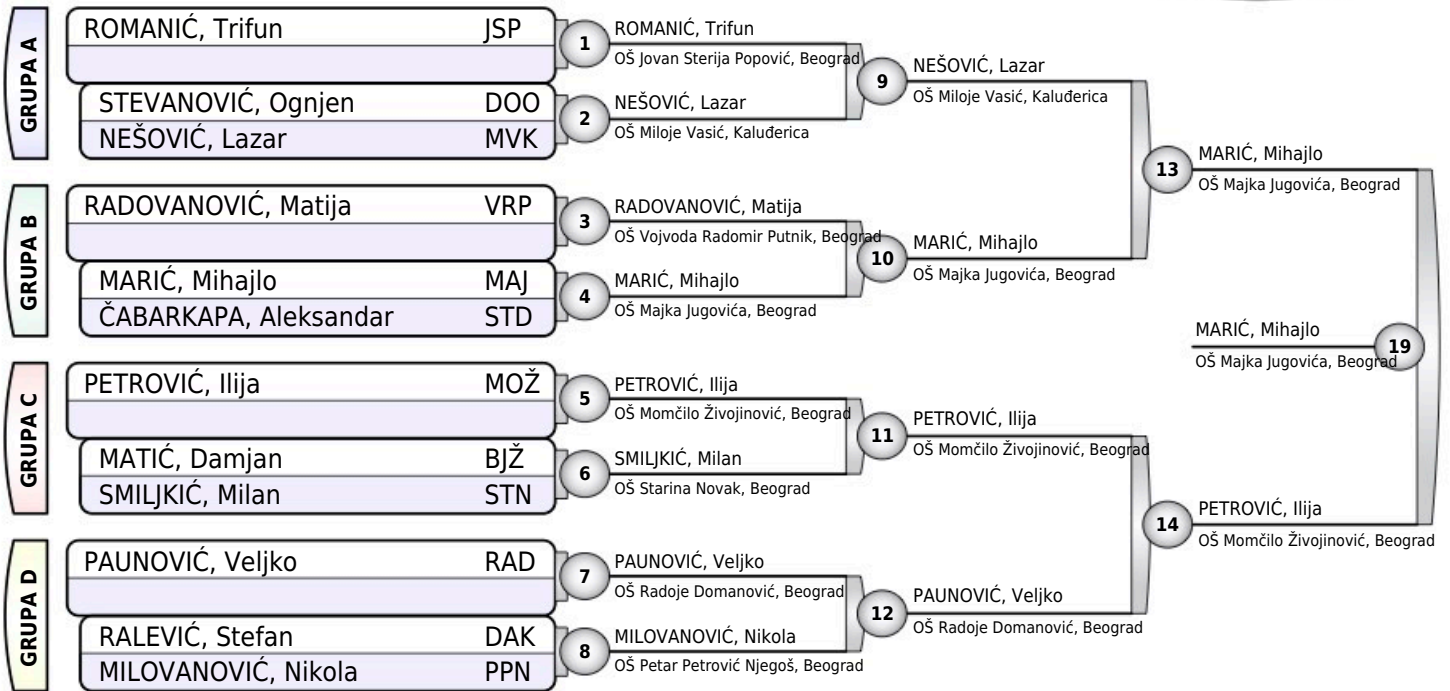 GRUPA A
ROMANIĆ, Trifun JSP
STEVANOVIĆ, Ognjen DOO
NEŠOVIĆ, Lazar MVK
GRUPA B
RADOVANOVIĆ, Matija VRP
MARIĆ, Mihajlo MAJ
ČABARKAPA, Aleksandar STD
GRUPA C
PETROVIĆ, Ilija MOŽ
MATIĆ, Damjan BJŽ
SMILJKIĆ, Milan STN
GRUPA D
PAUNOVIĆ, Veljko RAD
RALEVIĆ, Stefan DAK
MILOVANOVIĆ, Nikola PPN
1
ROMANIĆ, Trifun
OŠ Jovan Sterija Popović, Beograd
2
NEŠOVIĆ, Lazar
OŠ Miloje Vasić, Kaluđerica
3
RADOVANOVIĆ, Matija
OŠ Vojvoda Radomir Putnik, Beograd
4
MARIĆ, Mihajlo
OŠ Majka Jugovića, Beograd
5
PETROVIĆ, Ilija
OŠ Momčilo Živojinović, Beograd
6
SMILJKIĆ, Milan
OŠ Starina Novak, Beograd
7
PAUNOVIĆ, Veljko
OŠ Radoje Domanović, Beograd
8
MILOVANOVIĆ, Nikola
OŠ Petar Petrović Njegoš, Beograd
9
NEŠOVIĆ, Lazar
OŠ Miloje Vasić, Kaluđerica
10
MARIĆ, Mihajlo
OŠ Majka Jugovića, Beograd
11
PETROVIĆ, Ilija
OŠ Momčilo Živojinović, Beograd
12
PAUNOVIĆ, Veljko
OŠ Radoje Domanović, Beograd
13
MARIĆ, Mihajlo
OŠ Majka Jugovića, Beograd
14
PETROVIĆ, Ilija
OŠ Momčilo Živojinović, Beograd
MARIĆ, Mihajlo
OŠ Majka Jugovića, Beograd
19